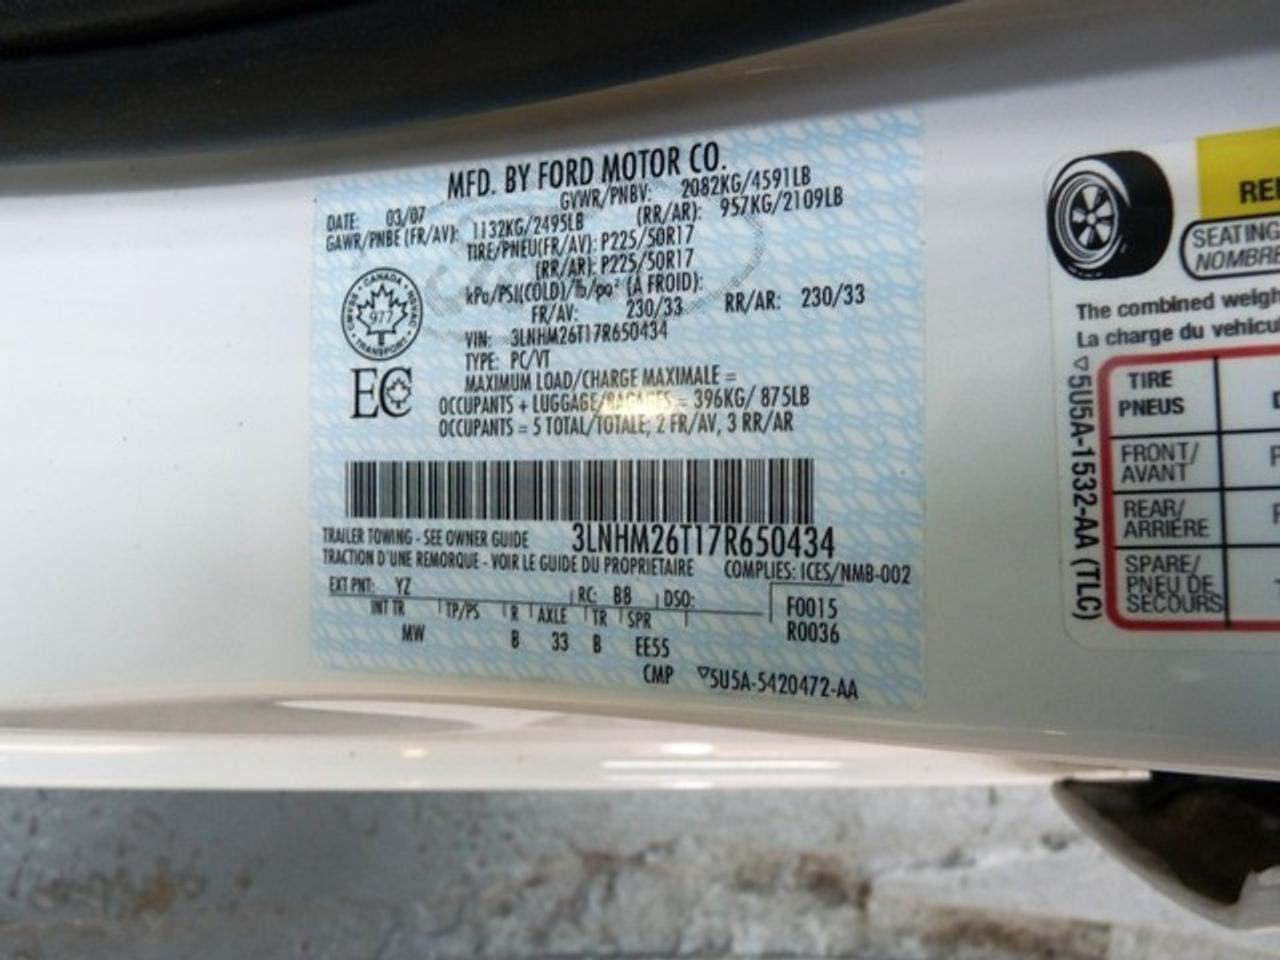 MFD. BY FORD MOTOR CO.
DATE: 03/07 GVWR/PNBV: 2082KG/4591LB
GAWR/PNBE (FR/AV): 1132KG/2495LB (RR/AR): 957KG/2109LB
TIRE/PNEU(FR/AV): P225/50R17
(RR/AR): P225/50R17
kPa/PSI(COLD)/lb/po² (À FROID):
FR/AV: 230/33 RR/AR: 230/33
VIN: 3LNHM26T17R650434
TYPE: PC/VT
MAXIMUM LOAD/CHARGE MAXIMALE =
OCCUPANTS + LUGGAGE/BAGAGES = 396KG/ 875LB
OCCUPANTS = 5 TOTAL/TOTALE; 2 FR/AV, 3 RR/AR
CANADA
977
TRANSPORT
EC
3LNHM26T17R650434
TRAILER TOWING - SEE OWNER GUIDE
TRACTION D'UNE REMORQUE - VOIR LE GUIDE DU PROPRIETAIRE
COMPLIES: ICES/NMB-002
EXT PNT: YZ RC: BB DSO:
INT TR TP/PS R AXLE TR SPR
MW B 33 B EE55
F0015
R0036
CMP ▽5U5A-5420472-AA
SEATING
NOMBRE
The combined
La charge du
▽5U5A-1532-AA (TLC)
TIRE
PNEUS
FRONT/
AVANT
REAR/
ARRIÈRE
SPARE/
PNEU DE
SECOURS